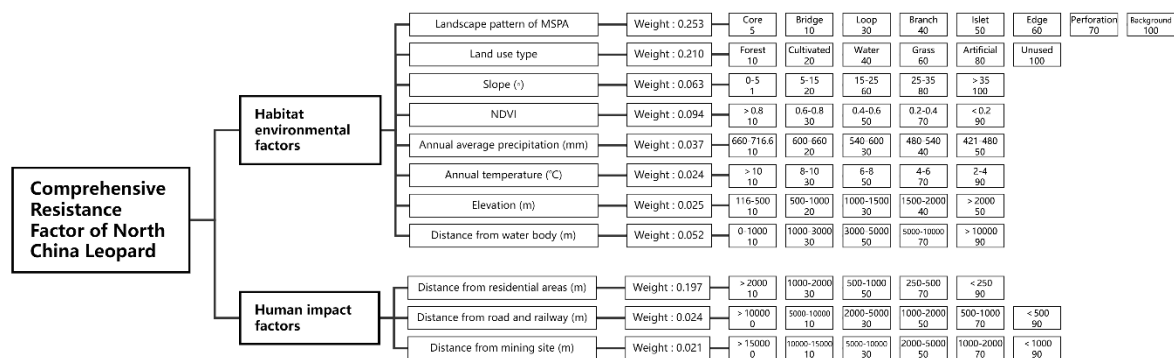 Comprehensive
Resistance
Factor of North
China Leopard
Habitat
environmental
factors
Landscape pattern of MSPA
Weight : 0.253
Core
5
Bridge
10
Loop
30
Branch
40
Islet
50
Edge
60
Perforation
70
Background
100
Land use type
Weight : 0.210
Forest
10
Cultivated
20
Water
40
Grass
60
Artificial
80
Unused
100
Slope (°)
Weight : 0.063
0-5
1
5-15
20
15-25
60
25-35
80
> 35
100
NDVI
Weight : 0.094
> 0.8
10
0.6-0.8
30
0.4-0.6
50
0.2-0.4
70
< 0.2
90
Annual average precipitation (mm)
Weight : 0.037
660-716.6
10
600-660
20
540-600
30
480-540
40
421-480
50
Annual temperature (℃)
Weight : 0.024
> 10
10
8-10
30
6-8
50
4-6
70
2-4
90
Elevation (m)
Weight : 0.025
116-500
10
500-1000
20
1000-1500
30
1500-2000
40
> 2000
50
Distance from water body (m)
Weight : 0.052
0-1000
10
1000-3000
30
3000-5000
50
5000-10000
70
> 10000
90
Human impact
factors
Distance from residential areas (m)
Weight : 0.197
> 2000
10
1000-2000
30
500-1000
50
250-500
70
< 250
90
Distance from road and railway (m)
Weight : 0.024
> 10000
0
5000-10000
10
2000-5000
30
1000-2000
50
500-1000
70
< 500
90
Distance from mining site (m)
Weight : 0.021
> 15000
0
10000-15000
10
5000-10000
30
2000-5000
50
1000-2000
70
< 1000
90